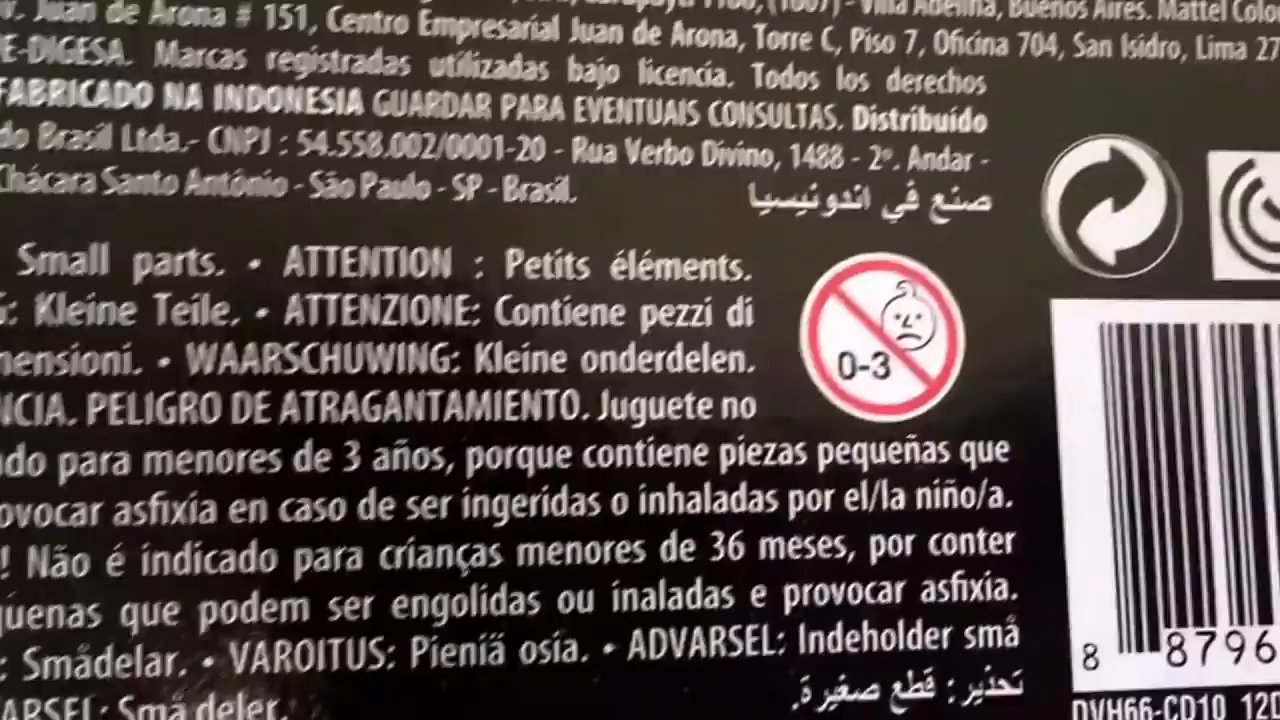 Juan de Arona # 151, Centro Empresarial Juan de Arona, Torre C, Piso 7, Oficina 704, San Isidro, Lima 27
E-DIGESA. Marcas registradas utilizadas bajo licencia. Todos los derechos
FABRICADO NA INDONESIA GUARDAR PARA EVENTUAIS CONSULTAS. Distribuído
do Brasil Ltda.- CNPJ : 54.558.002/0001-20 - Rua Verbo Divino, 1488 - 2º. Andar -
Chácara Santo Antônio - São Paulo - SP - Brasil.
صنع في اندونيسيا
Small parts. • ATTENTION : Petits éléments.
G: Kleine Teile. • ATTENZIONE: Contiene pezzi di
mensioni. • WAARSCHUWING: Kleine onderdelen.
NCIA. PELIGRO DE ATRAGANTAMIENTO. Juguete no
0-3
do para menores de 3 años, porque contiene piezas pequeñas que
ovocar asfixia en caso de ser ingeridas o inhaladas por el/la niño/a.
! Não é indicado para crianças menores de 36 meses, por conter
quenas que podem ser engolidas ou inaladas e provocar asfixia.
: Smådelar. • VAROITUS: Pieniä osia. • ADVARSEL: Indeholder små
تحذير: قطع صغيرة.
ARSEL: Små deler.
8 8796
DVH66-CD10 12D